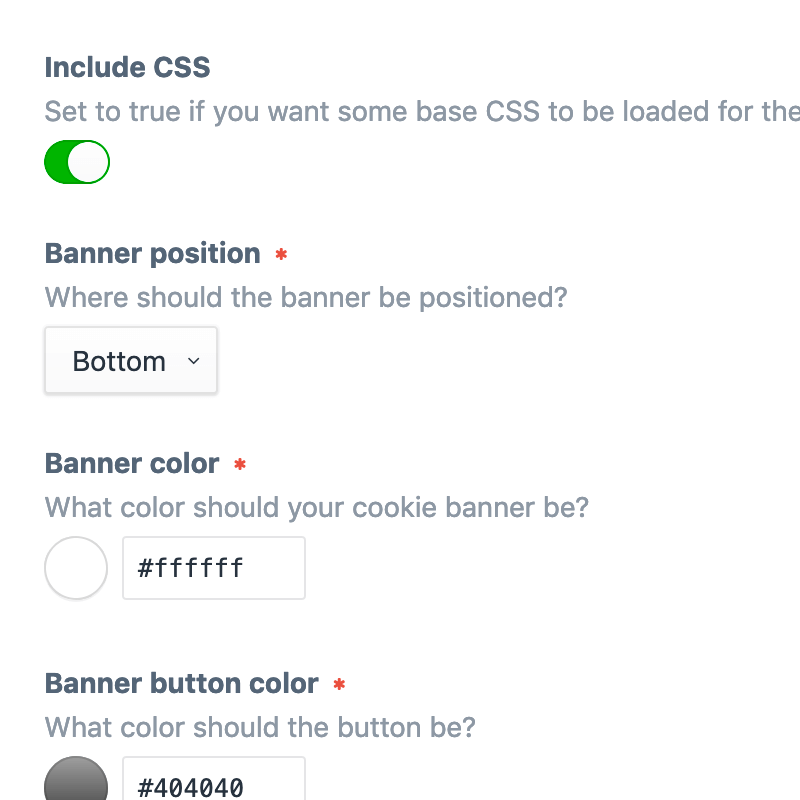 Include CSS
Set to true if you want some base CSS to be loaded for the
Banner position *
Where should the banner be positioned?
Bottom
Banner color *
What color should your cookie banner be?
#ffffff
Banner button color *
What color should the button be?
#404040